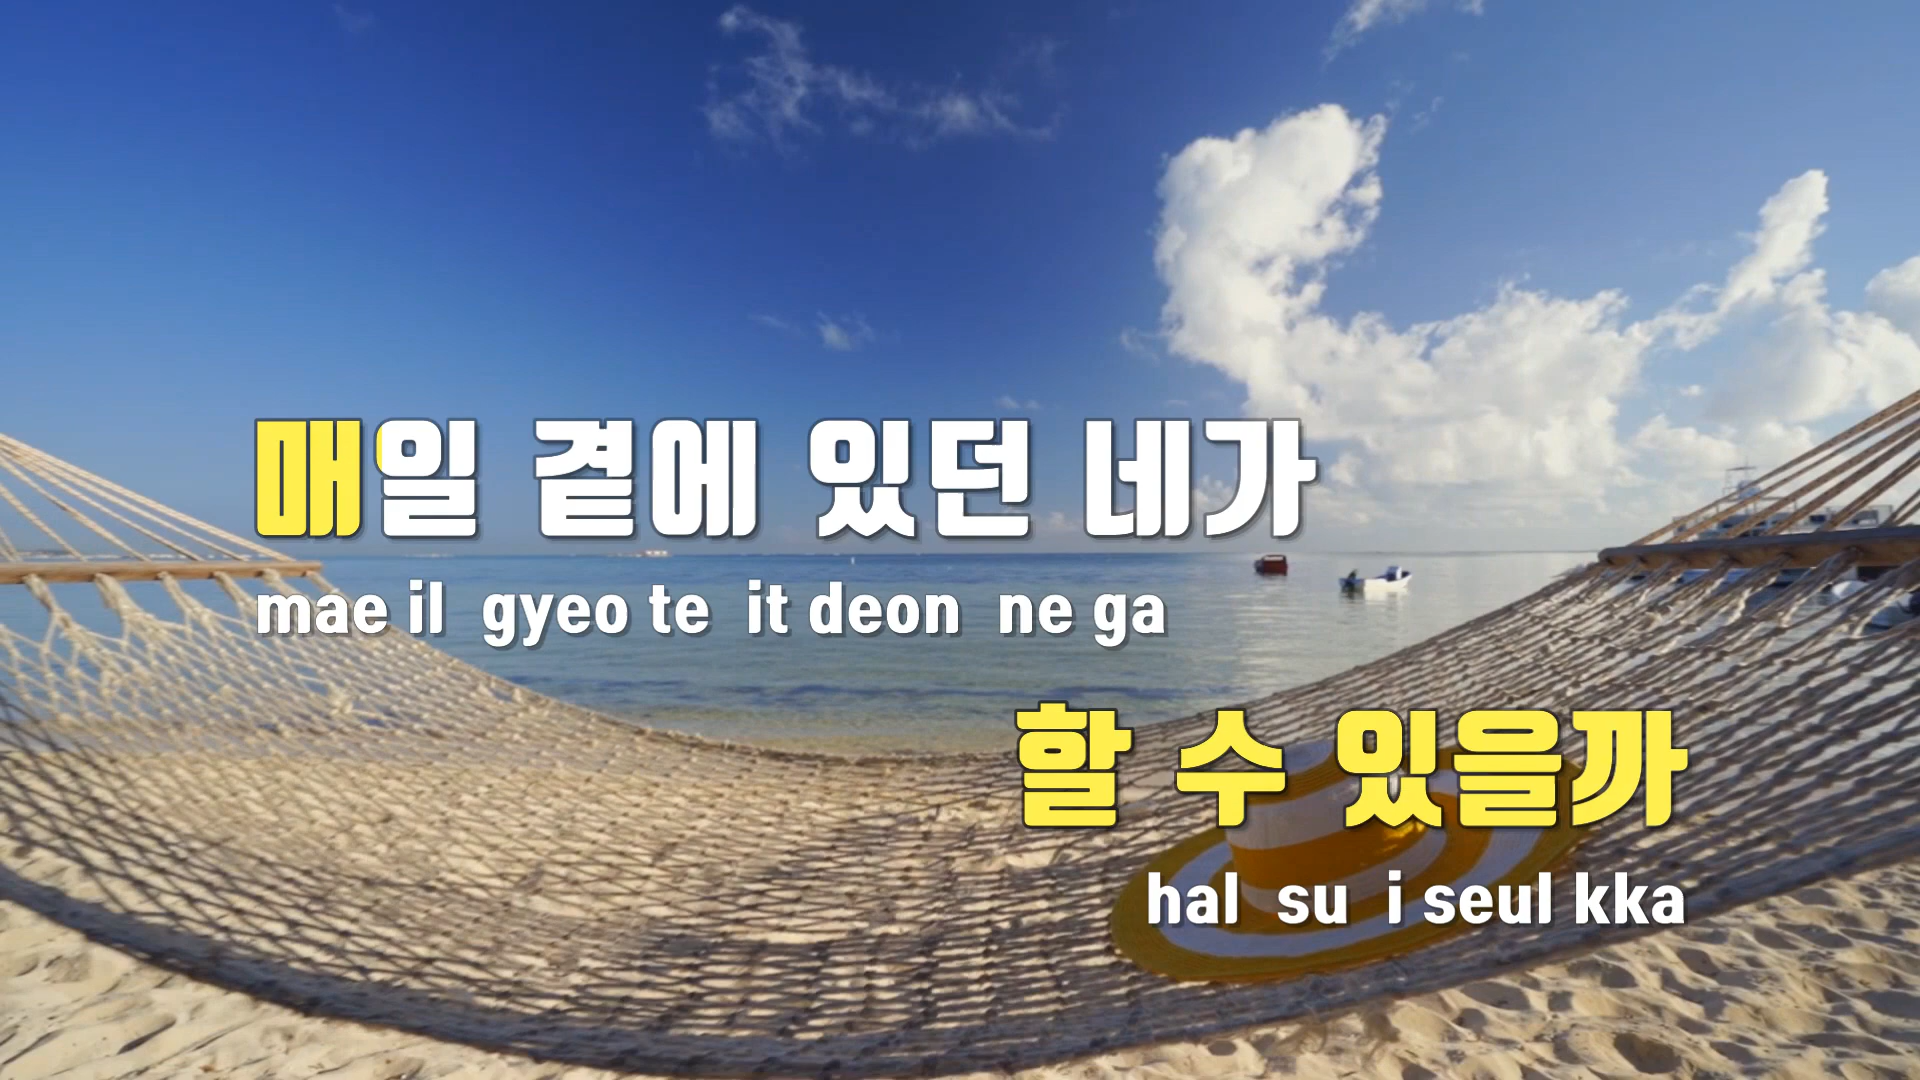 매일 곁에 있던 네가
mae il gyeo te it deon ne ga
할 수 있을까
hal su i seul kka